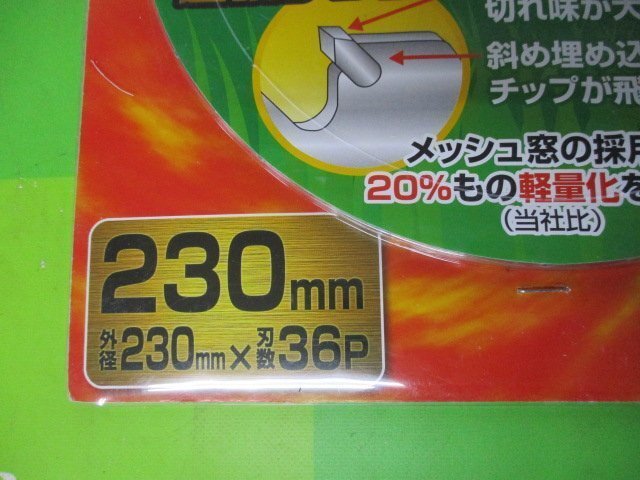 切れ味が大
斜め埋め込
チップが飛
メッシュ窓の採用
20%もの軽量化を
(当社比)
230mm
外径230mm×刃数36P